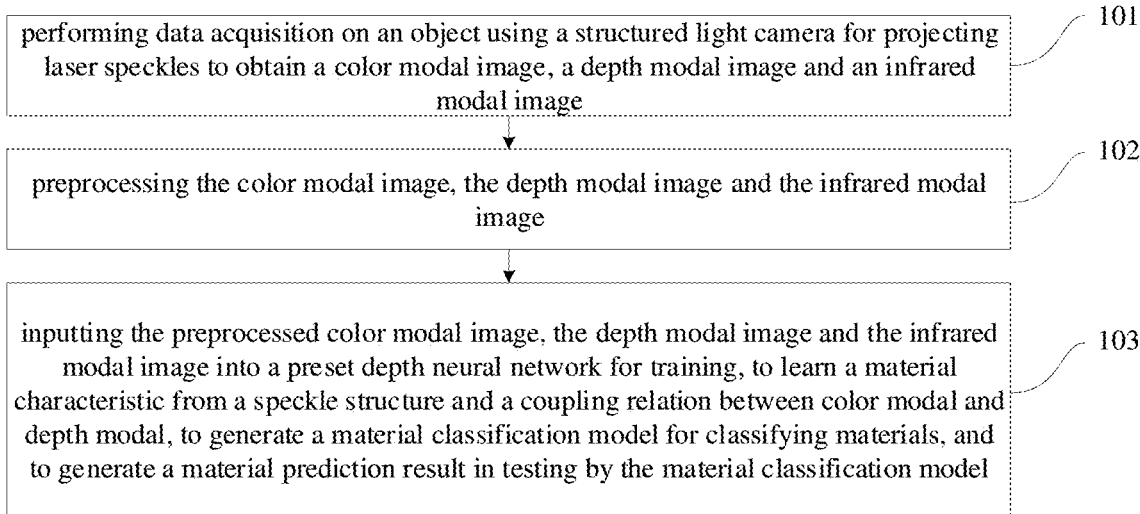 101
performing data acquisition on an object using a structured light camera for projecting
laser speckles to obtain a color modal image, a depth modal image and an infrared
modal image
102
preprocessing the color modal image, the depth modal image and the infrared modal
image
inputting the preprocessed color modal image, the depth modal image and the infrared
modal image into a preset depth neural network for training, to learn a material
103
characteristic from a speckle structure and a coupling relation between color modal and
depth modal, to generate a material classification model for classifying materials, and
to generate a material prediction result in testing by the material classification model